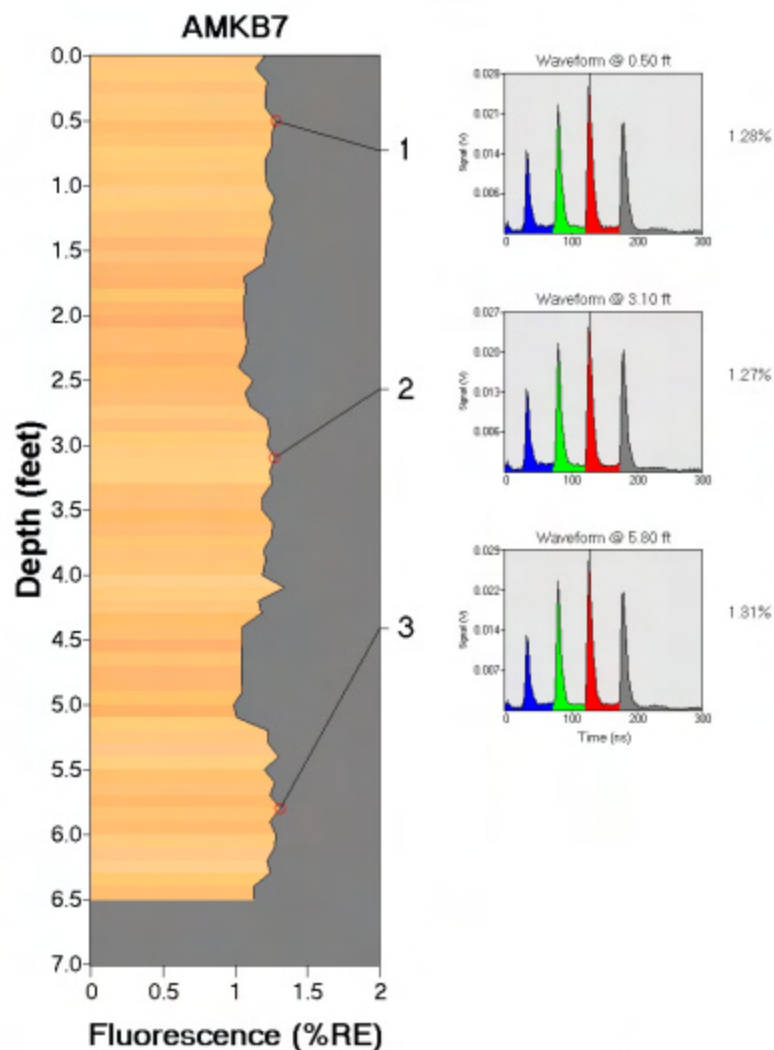 AMKB7
0.0
0.5
1.0
1.5
2.0
2.5
3.0
3.5
4.0
4.5
5.0
5.5
6.0
6.5
7.0
Depth (feet)
0 0.5 1 1.5 2
Fluorescence (%RE)
1
2
3
Waveform @ 0.50 ft
0.028
0.021
0.014
0.006
Signal (V)
0 100 200 300
1.28%
Waveform @ 3.10 ft
0.027
0.020
0.013
0.006
Signal (V)
0 100 200 300
1.27%
Waveform @ 5.80 ft
0.029
0.022
0.014
0.007
Signal (V)
0 100 200 300
Time (ns)
1.31%